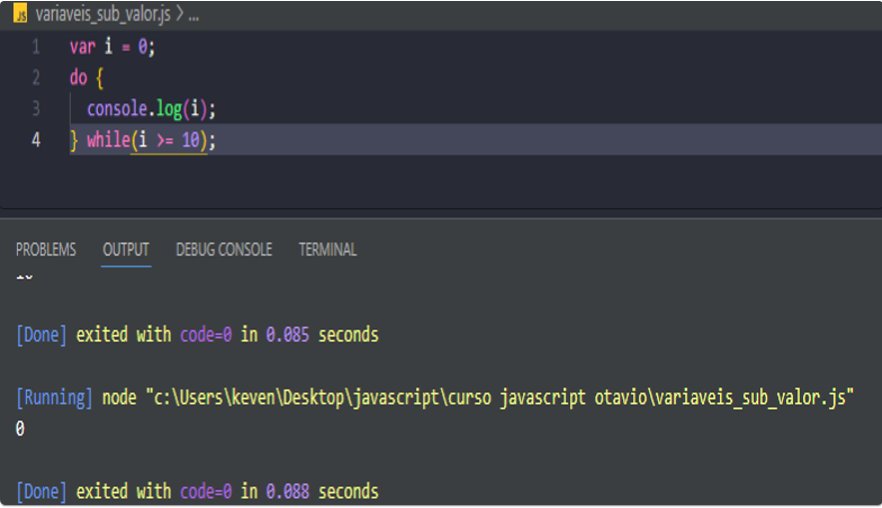 JS variaveis_sub_valor.js > ...
1 var i = 0;
2 do {
3 console.log(i);
4 } while(i >= 10);
PROBLEMS OUTPUT DEBUG CONSOLE TERMINAL
[Done] exited with code=0 in 0.085 seconds
[Running] node "c:\Users\keven\Desktop\javascript\curso javascript otavio\variaveis_sub_valor.js"
0
[Done] exited with code=0 in 0.088 seconds